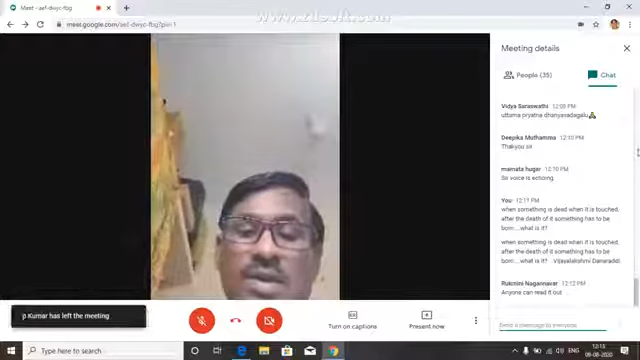 Meet - aef-dwyc-fbg
www.zdsoft.com
meet.google.com/aef-dwyc-fbg?pli=1
Meeting details
People (35)
Chat
Vidya Saraswathi 12:09 PM
uttama pryatna dhanyavadagalu🙏
Deepika Muthamma 12:10 PM
Thakyou sir
mamata hugar 12:10 PM
Sir voice is echoing,
You 12:11 PM
when something is dead when it is touched,
after the death of it something has to be
born....what is it?
when something is dead when it is touched,
after the death of it something has to be
born....what is it? ..Vijayalakshmi Danaraddi
Rukmini Nagannavar 12:12 PM
Anyone can read it out
Send a message to everyone
p Kumar has left the meeting
Turn on captions
Present now
Type here to search
ENG
12:13
09-08-2020